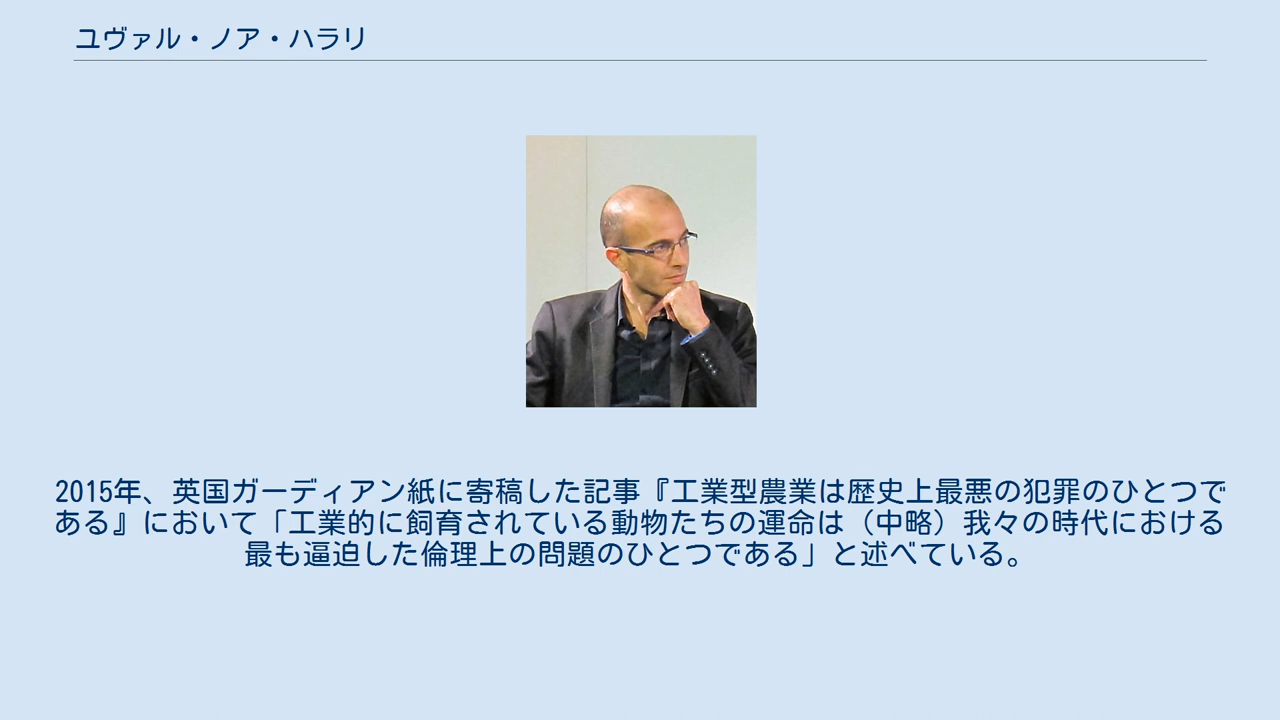 ユヴァル・ノア・ハラリ
2015年、英国ガーディアン紙に寄稿した記事『工業型農業は歴史上最悪の犯罪のひとつで
ある』において「工業的に飼育されている動物たちの運命は（中略）我々の時代における
最も逼迫した倫理上の問題のひとつである」と述べている。